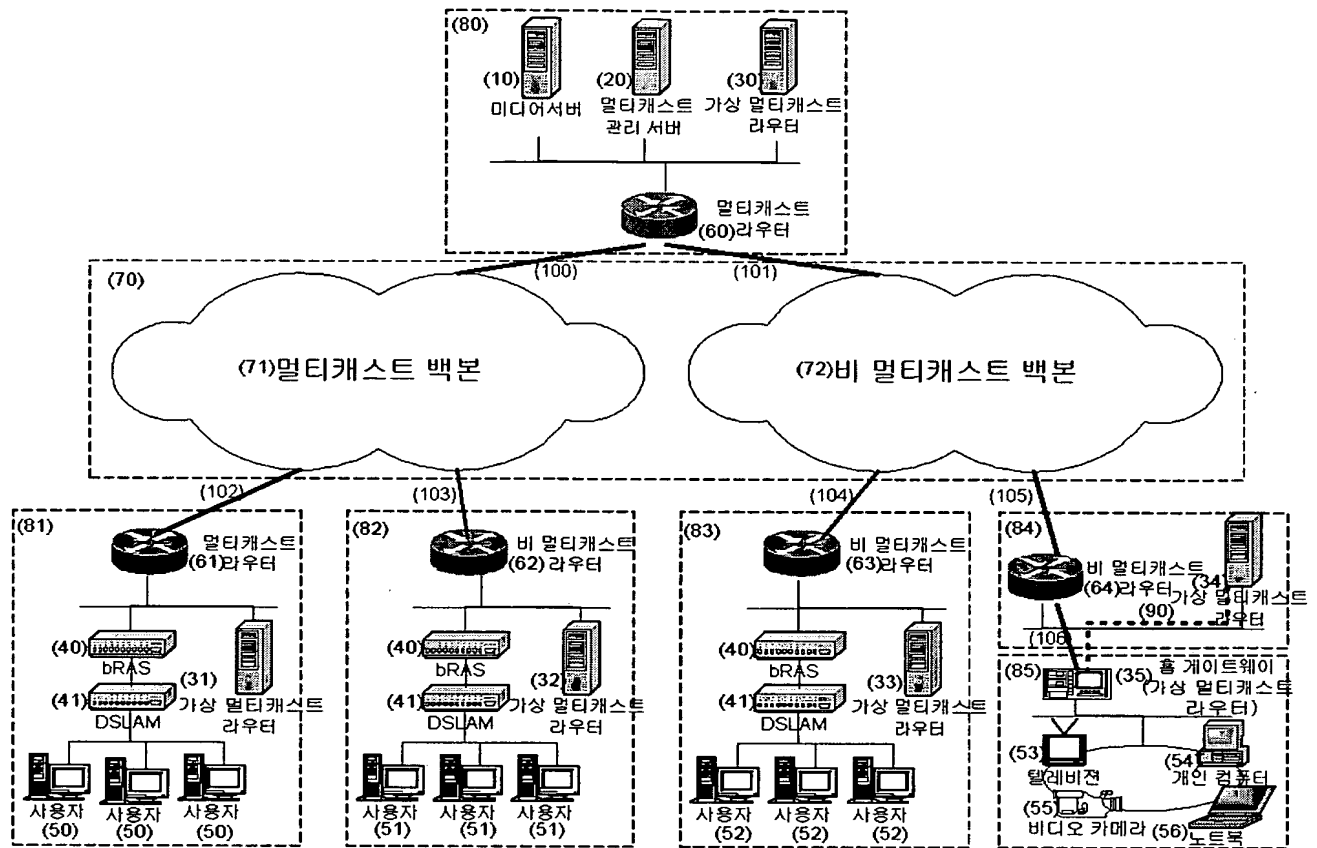 (80)
(10)
미디어서버
(20)
멀티캐스트
관리 서버
(30)
가상 멀티캐스트
라우터
멀티캐스트
(60)라우터
(100)
(101)
(70)
(71)멀티캐스트 백본
(72)비 멀티캐스트 백본
(102)
(103)
(104)
(105)
(81)
멀티캐스트
(61)라우터
(40)
bRAS
(41)
DSLAM
(31)
가상 멀티캐스트
라우터
사용자
(50)
사용자
(50)
사용자
(50)
(82)
비 멀티캐스트
(62)라우터
(40)
bRAS
(41)
DSLAM
(32)
가상 멀티캐스트
라우터
사용자
(51)
사용자
(51)
사용자
(51)
(83)
비 멀티캐스트
(63)라우터
(40)
bRAS
(41)
DSLAM
(33)
가상 멀티캐스트
라우터
사용자
(52)
사용자
(52)
사용자
(52)
(84)
비 멀티캐스트
(64)라우터
(34)
가상 멀티캐스트
라우터
(90)
(106)
(85)
(35)
홈 게이트웨이
(가상 멀티캐스트
라우터)
(53)
텔레비젼
(54)
개인 컴퓨터
(55)
비디오 카메라
(56)
노트북